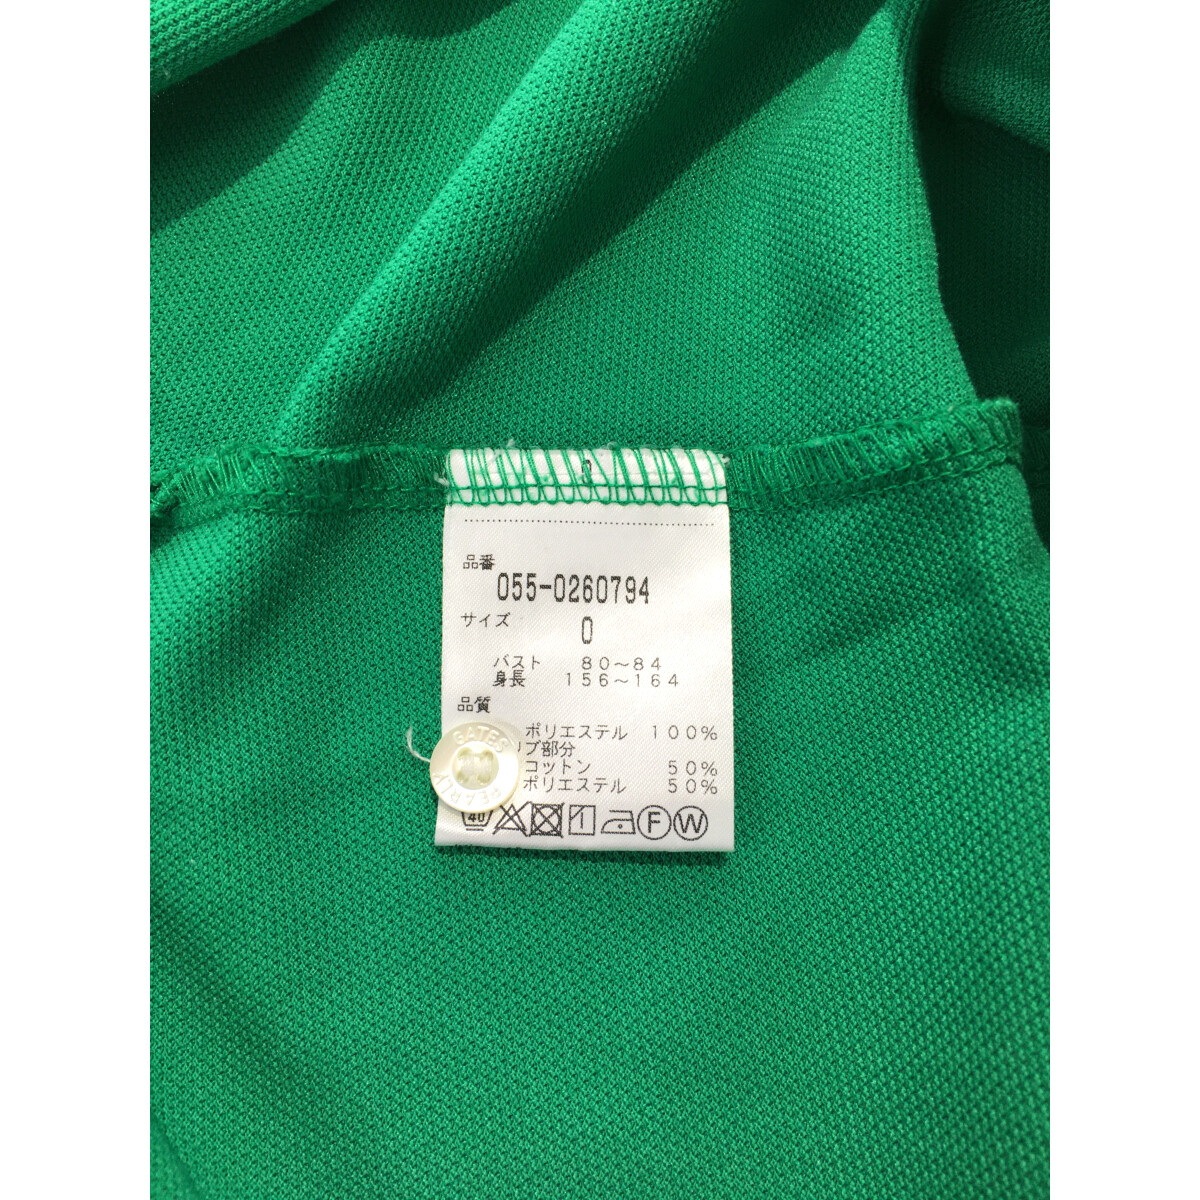 品番
055-0260794
サイズ
0
バスト 80～84
身長 156～164
品質
ポリエステル 100%
リブ部分
コットン 50%
ポリエステル 50%
40 F W
PEARLY GATES